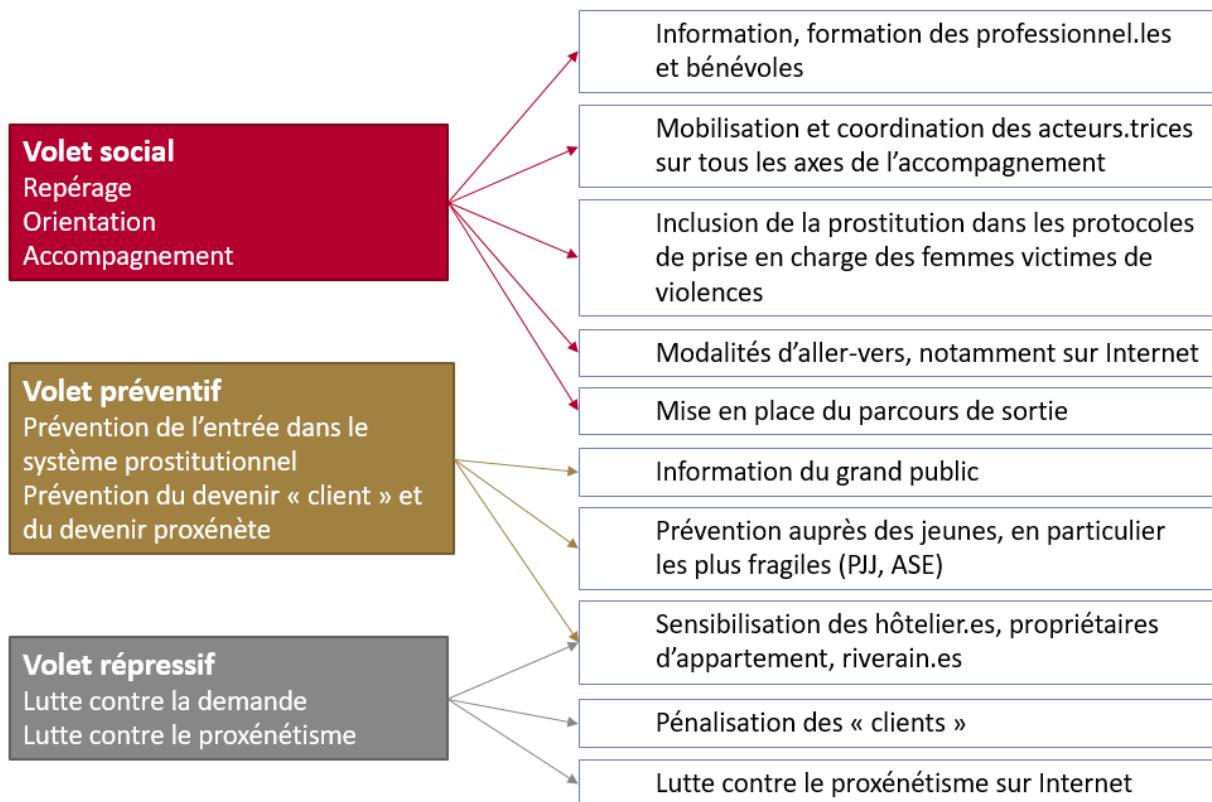 Volet social
Repérage
Orientation
Accompagnement
Volet préventif
Prévention de l'entrée dans le
système prostitutionnel
Prévention du devenir « client » et
du devenir proxénète
Volet répressif
Lutte contre la demande
Lutte contre le proxénétisme
Information, formation des professionnel.les
et bénévoles
Mobilisation et coordination des acteurs.trices
sur tous les axes de l'accompagnement
Inclusion de la prostitution dans les protocoles
de prise en charge des femmes victimes de
violences
Modalités d'aller-vers, notamment sur Internet
Mise en place du parcours de sortie
Information du grand public
Prévention auprès des jeunes, en particulier
les plus fragiles (PJJ, ASE)
Sensibilisation des hôtelier.es, propriétaires
d'appartement, riverain.es
Pénalisation des « clients »
Lutte contre le proxénétisme sur Internet